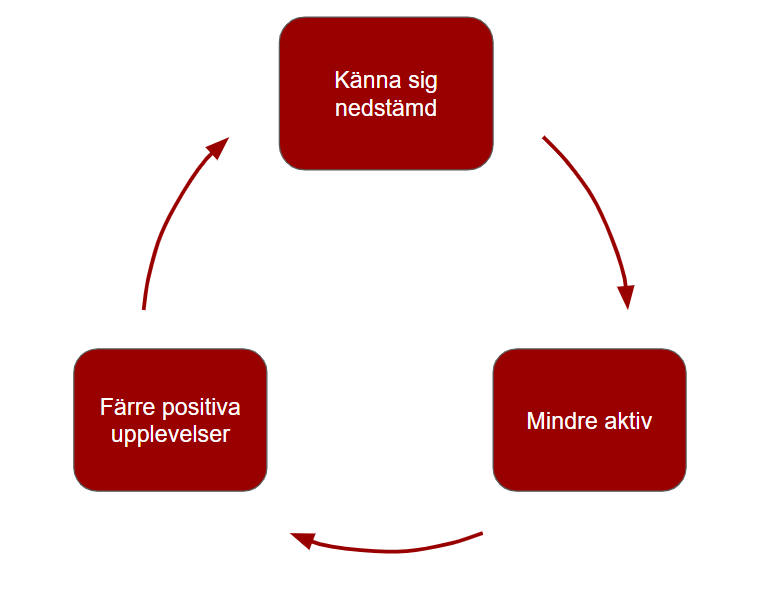 Känna sig
nedstämd
Färre positiva
upplevelser
Mindre aktiv